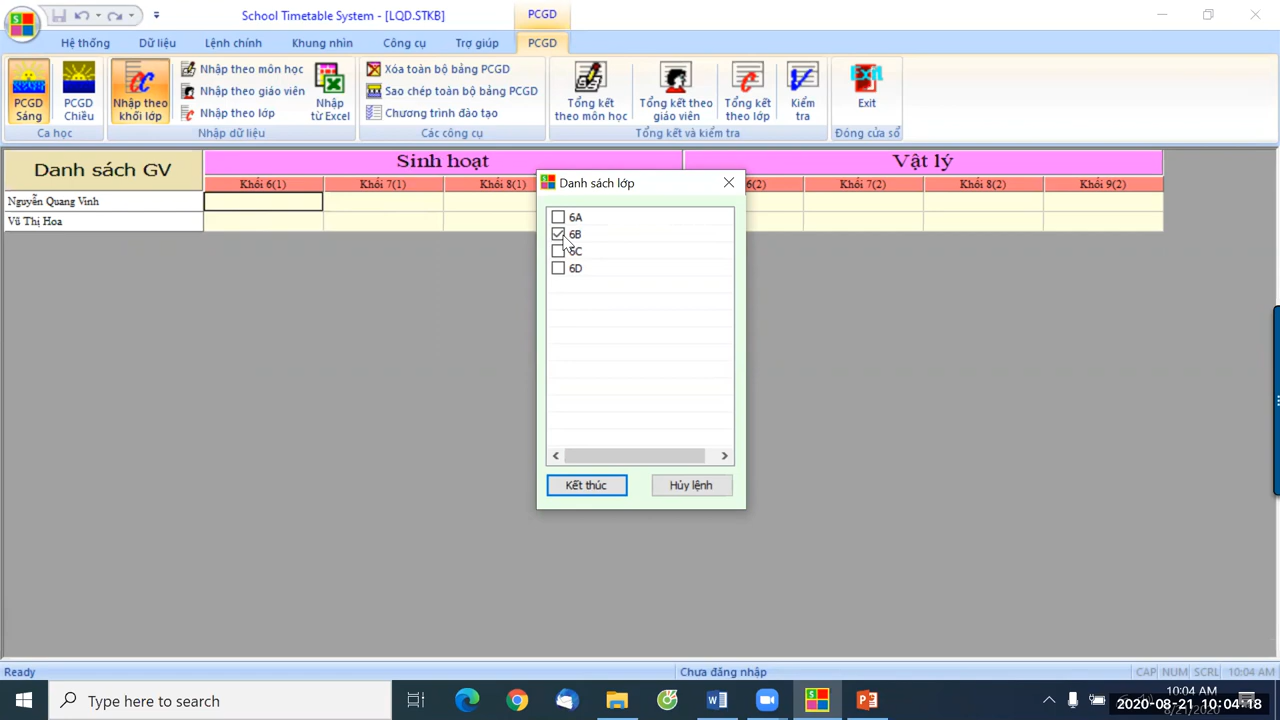 School Timetable System - [LQD.STKB]
PCGD
Hệ thống
Dữ liệu
Lệnh chính
Khung nhìn
Công cụ
Trợ giúp
PCGD
PCGD Sáng
PCGD Chiều
Ca học
Nhập theo khối lớp
Nhập theo môn học
Nhập theo giáo viên
Nhập theo lớp
Nhập từ Excel
Nhập dữ liệu
Xóa toàn bộ bảng PCGD
Sao chép toàn bộ bảng PCGD
Chương trình đào tạo
Các công cụ
Tổng kết theo môn học
Tổng kết theo giáo viên
Tổng kết theo lớp
Kiểm tra
Tổng kết và kiểm tra
Exit
Đóng cửa sổ
Danh sách GV
Sinh hoạt
Vật lý
Khối 6(1)
Khối 7(1)
Khối 8(1)
6(2)
Khối 7(2)
Khối 8(2)
Khối 9(2)
Nguyễn Quang Vinh
Vũ Thị Hoa
Danh sách lớp
6A
6B
6C
6D
Kết thúc
Hủy lệnh
Ready
Chưa đăng nhập
CAP
NUM
SCRL
10:04 AM
Type here to search
10:04 AM
2020-08-21 10:04:18